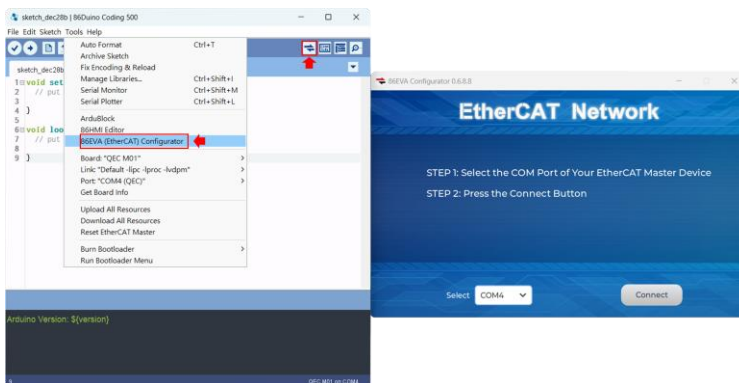 sketch_dec28b | 86Duino Coding 500
File Edit Sketch Tools Help
sketch_dec28b
1 void set
2 // put
3
4 }
5
6 void loo
7 // put
8
9 }
Auto Format Ctrl+T
Archive Sketch
Fix Encoding & Reload
Manage Libraries... Ctrl+Shift+I
Serial Monitor Ctrl+Shift+M
Serial Plotter Ctrl+Shift+L
ArduBlock
86HMI Editor
86EVA (EtherCAT) Configurator
Board: "QEC M01"
Link: "Default -lipc -lproc -lvdpm"
Port: "COM4 (QEC)"
Get Board Info
Upload All Resources
Download All Resources
Reset EtherCAT Master
Burn Bootloader
Run Bootloader Menu
Arduino Version: ${version}
9 QEC M01 on COM4
86EVA Configurator 0.6.8.8
EtherCAT Network
STEP 1: Select the COM Port of Your EtherCAT Master Device
STEP 2: Press the Connect Button
Select COM4 Connect